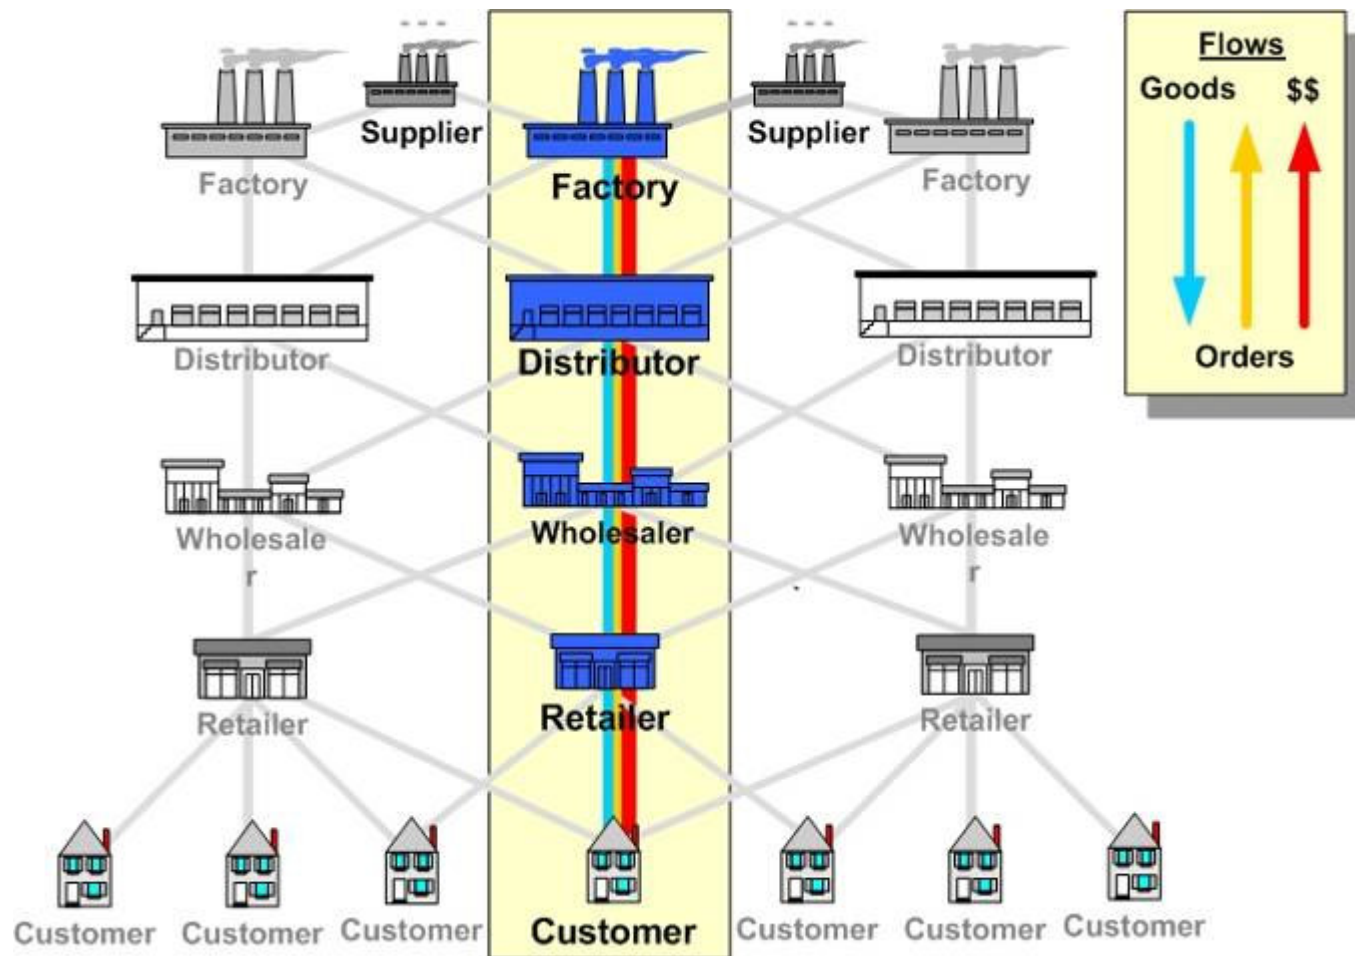 Flows
Goods $$
Orders
Supplier Supplier
Factory Factory Factory
Distributor Distributor Distributor
Wholesale Wholesaler Wholesale
r r
Retailer Retailer Retailer
Customer Customer Customer Customer Customer Customer Customer